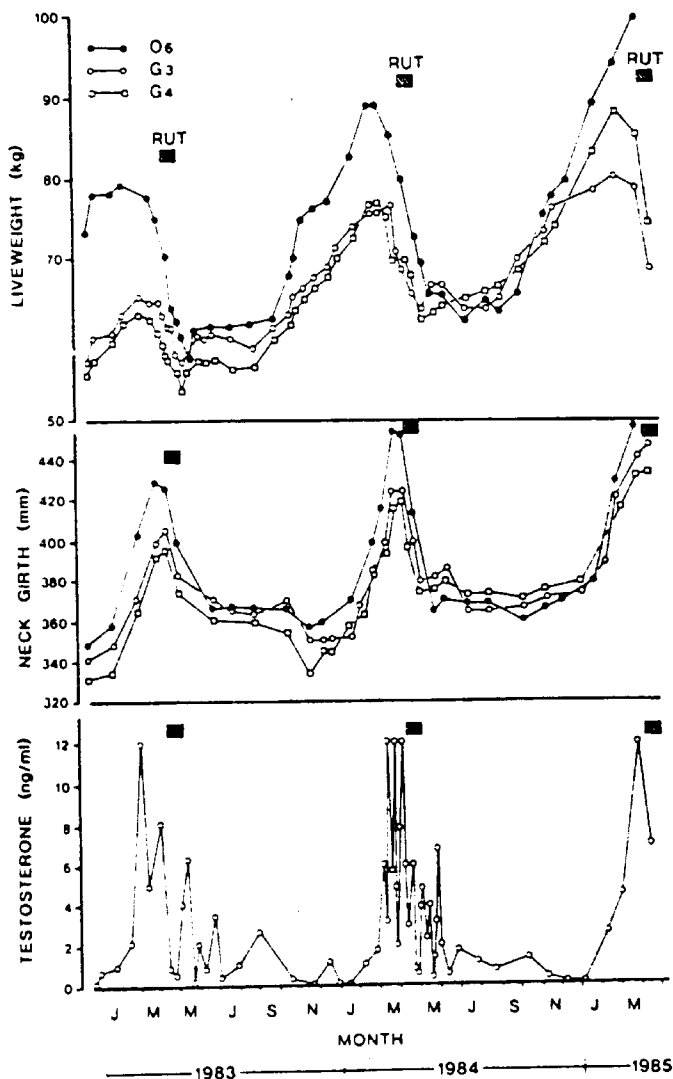 100
90
80
70
50
LIVEWEIGHT (kg)
O6
G3
G4
RUT
RUT
RUT
440
420
400
380
360
340
320
NECK GIRTH (mm)
12
10
8
6
4
2
0
TESTOSTERONE (ng/ml)
J M M J S N J M M J S N J M
MONTH
1983 1984 1985